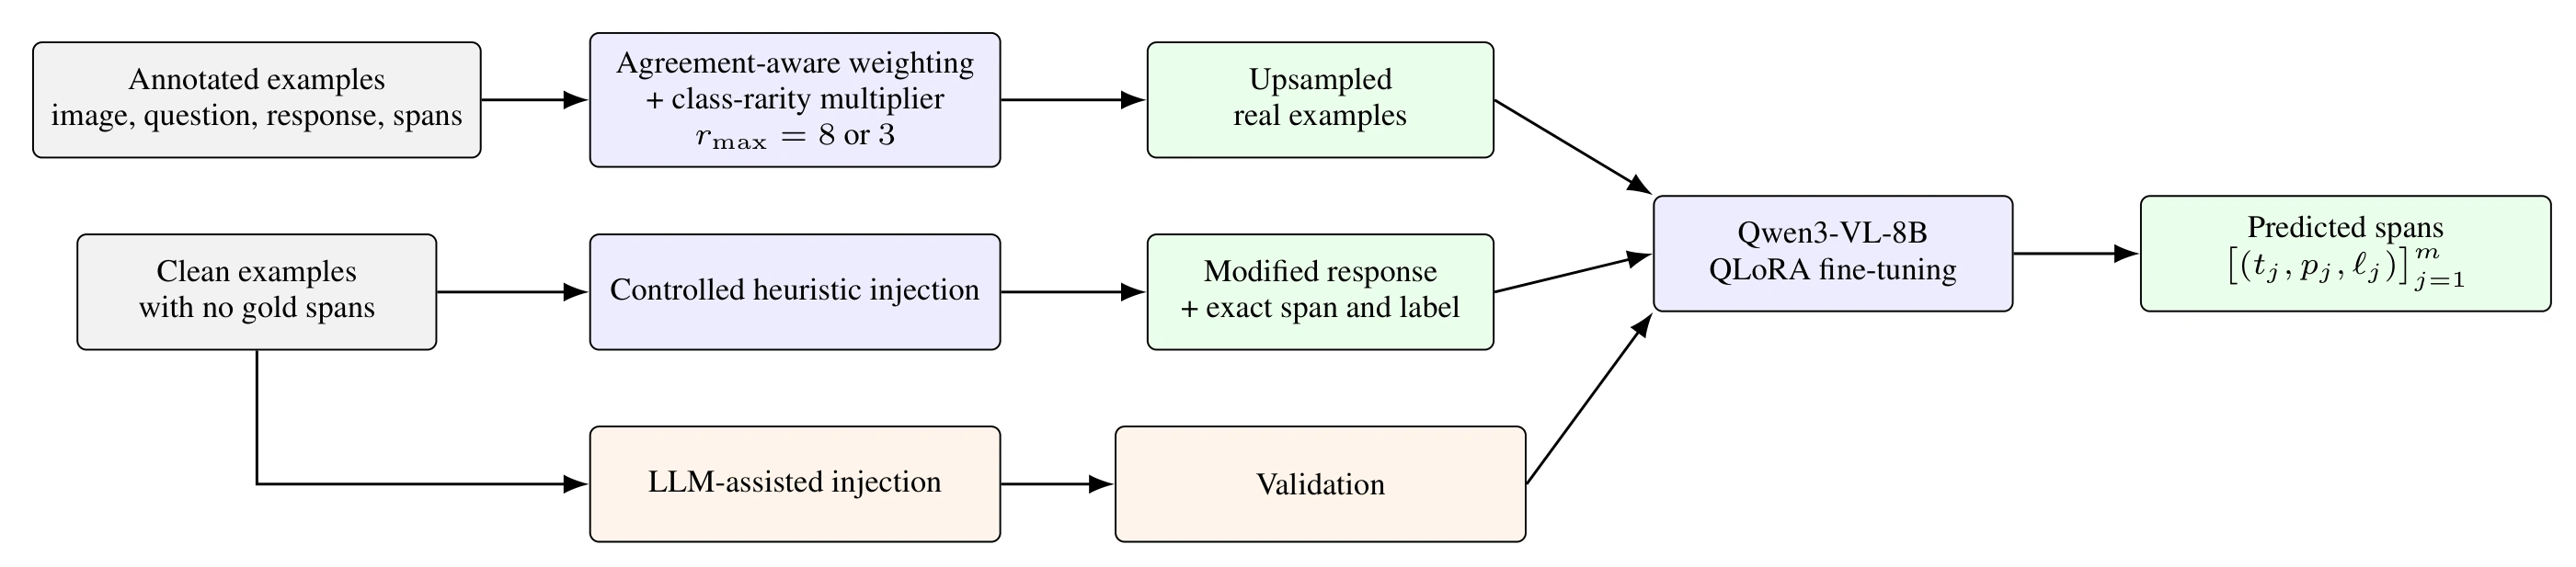 Annotated examples
image, question, response, spans
Agreement-aware weighting
+ class-rarity multiplier
r_max = 8 or 3
Upsampled
real examples
Clean examples
with no gold spans
Controlled heuristic injection
Modified response
+ exact span and label
Qwen3-VL-8B
QLoRA fine-tuning
Predicted spans
[(t_j, p_j, ℓ_j)]_{j=1}^m
LLM-assisted injection
Validation